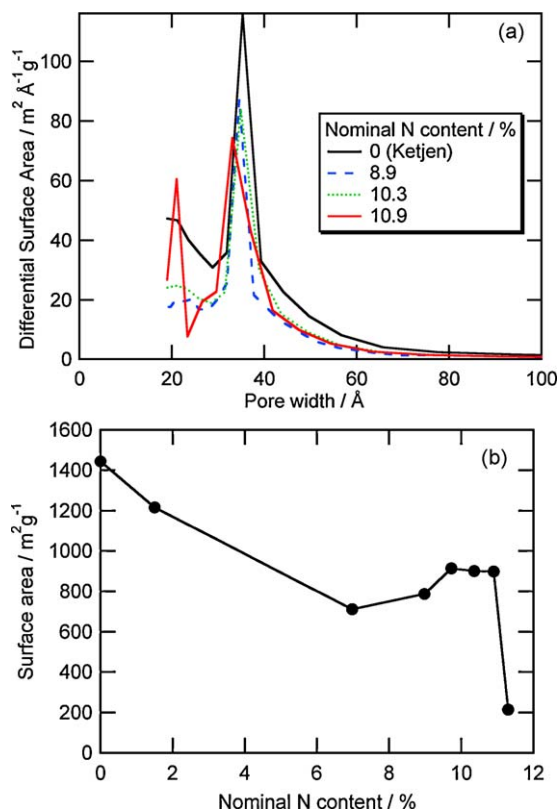 (a)
Differential Surface Area / m² Å⁻¹g⁻¹
100
80
60
40
20
0
Nominal N content / %
0 (Ketjen)
8.9
10.3
10.9
0 20 40 60 80 100
Pore width / Å
(b)
Surface area / m²g⁻¹
1600
1400
1200
1000
800
600
400
200
0
0 2 4 6 8 10 12
Nominal N content / %